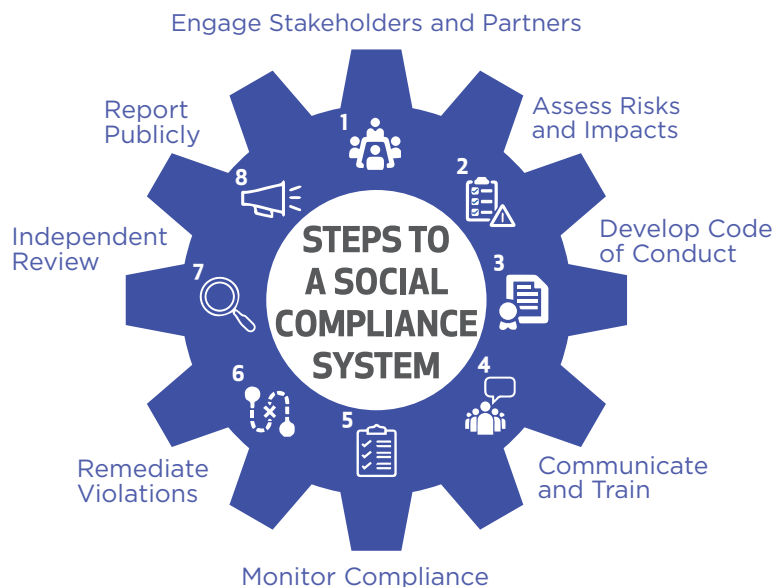 Engage Stakeholders and Partners
1
Assess Risks
and Impacts
2
Develop Code
of Conduct
3
Communicate
and Train
4
Monitor Compliance
5
Remediate
Violations
6
Independent
Review
7
Report
Publicly
8
STEPS TO
A SOCIAL
COMPLIANCE
SYSTEM